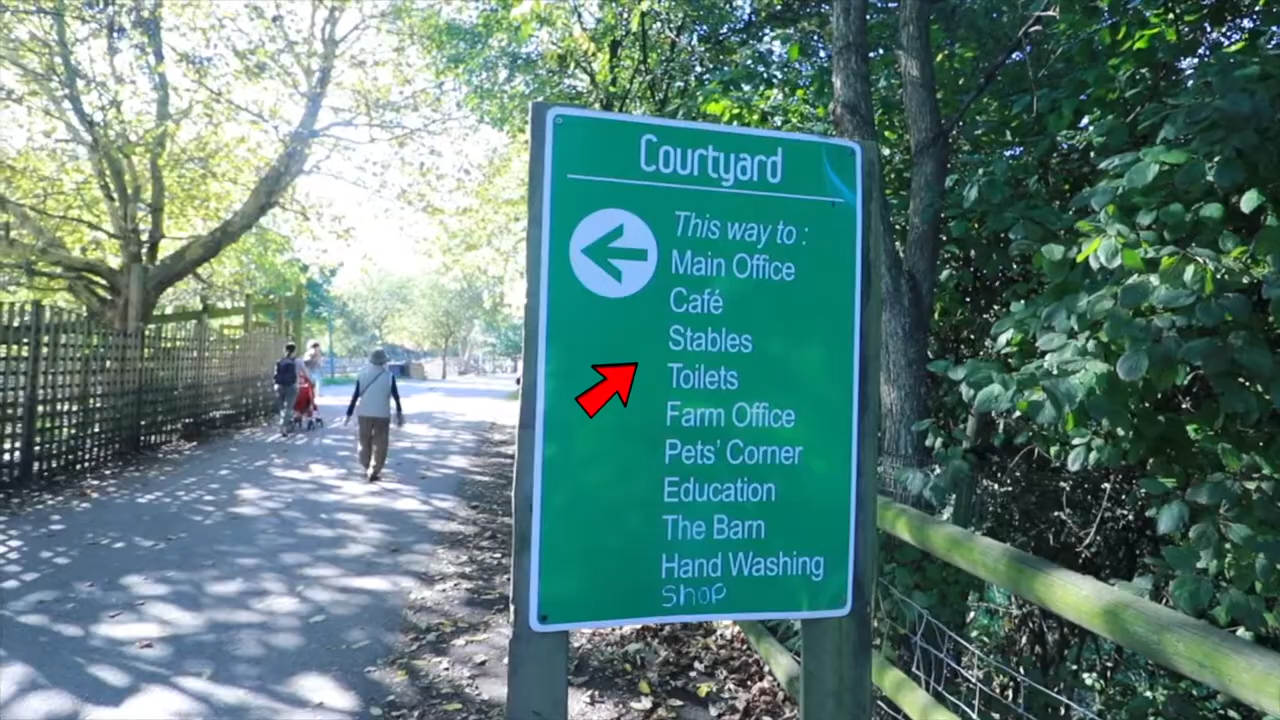 Courtyard
This way to :
Main Office
Café
Stables
Toilets
Farm Office
Pets' Corner
Education
The Barn
Hand Washing
Shop